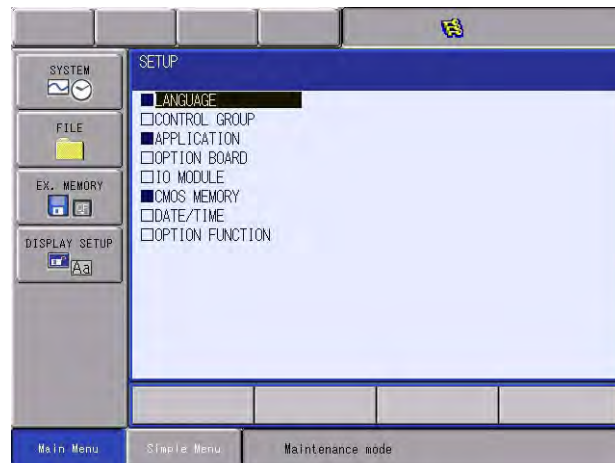 SYSTEM
FILE
EX. MEMORY
CF
DISPLAY SETUP
Aa
SETUP
LANGUAGE
CONTROL GROUP
APPLICATION
OPTION BOARD
IO MODULE
CMOS MEMORY
DATE/TIME
OPTION FUNCTION
Main Menu
Simple Menu
Maintenance mode